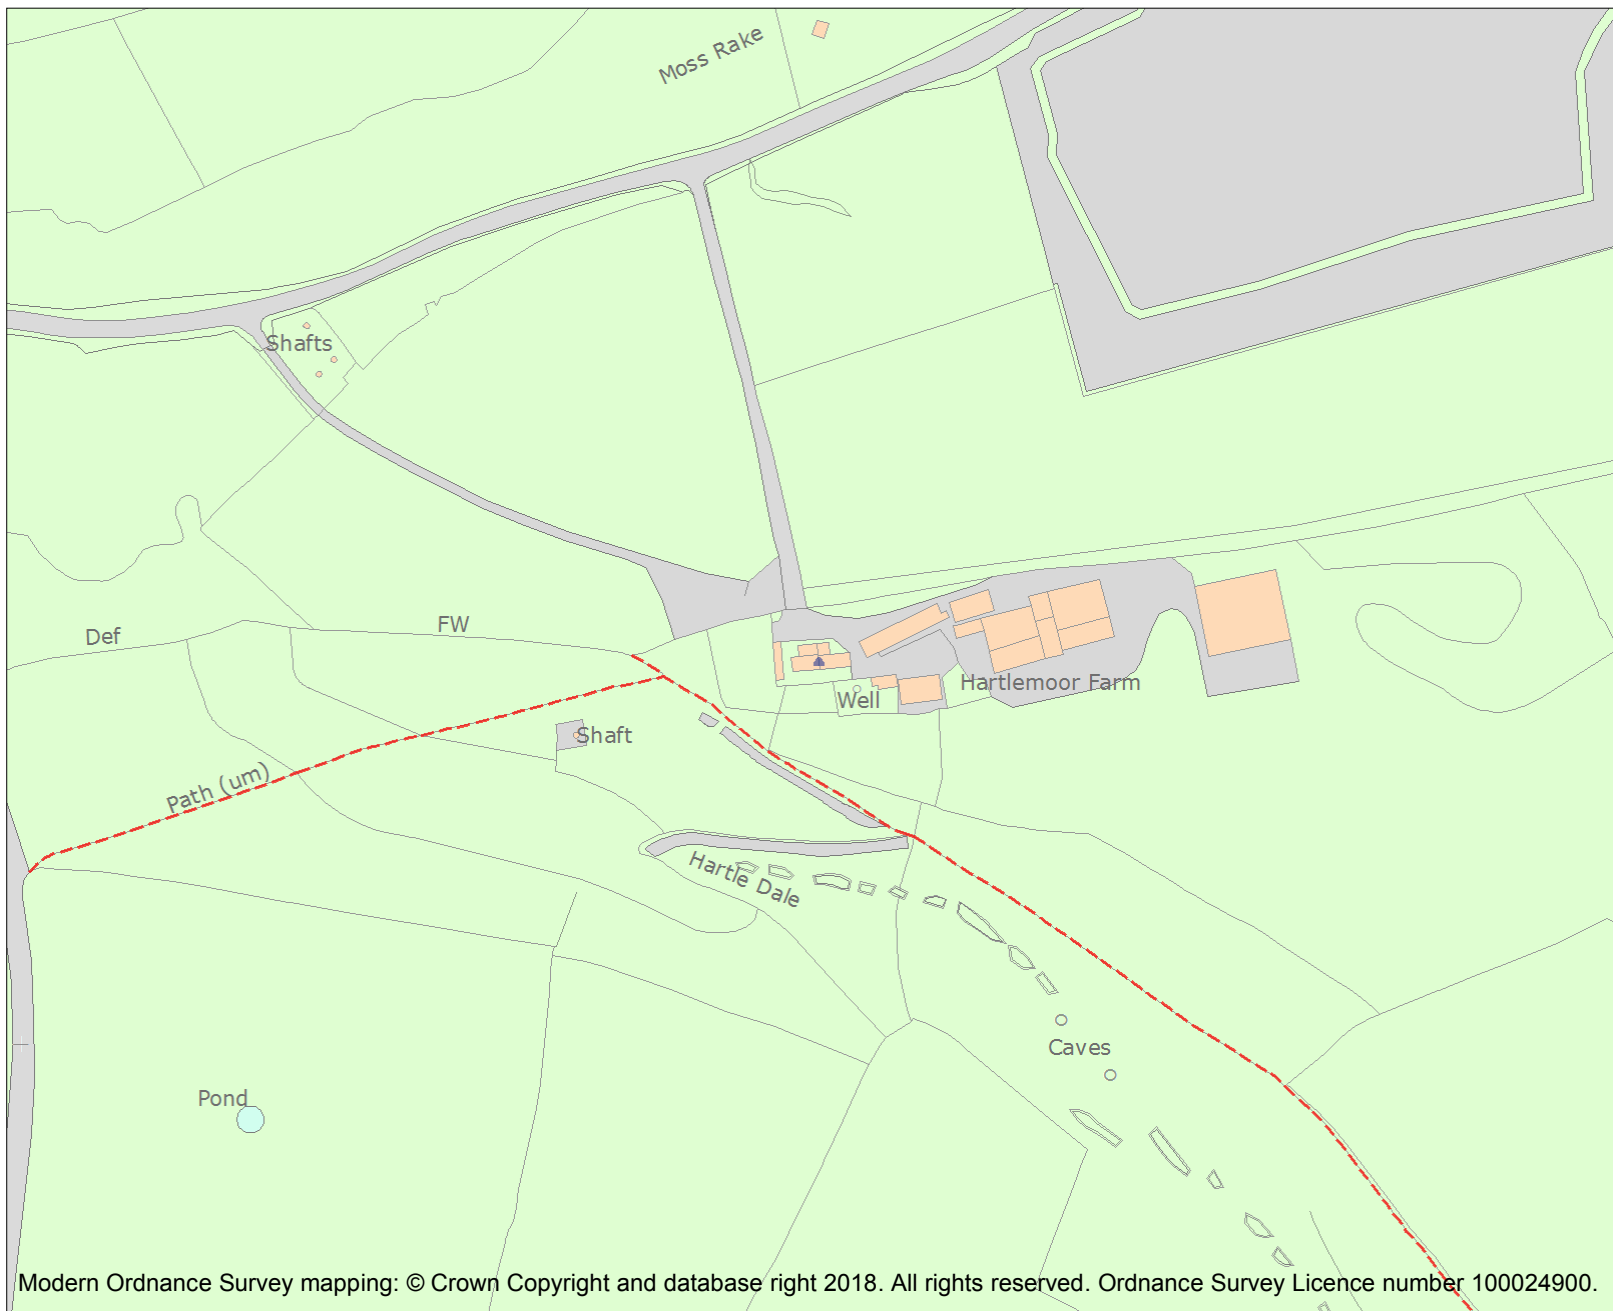 Moss Rake
Shafts
FW
Def
Hartlemoor Farm
Well
Shaft
Path (um)
Hartle Dale
Caves
Pond
Modern Ordnance Survey mapping: © Crown Copyright and database right 2018. All rights reserved. Ordnance Survey Licence number 100024900.